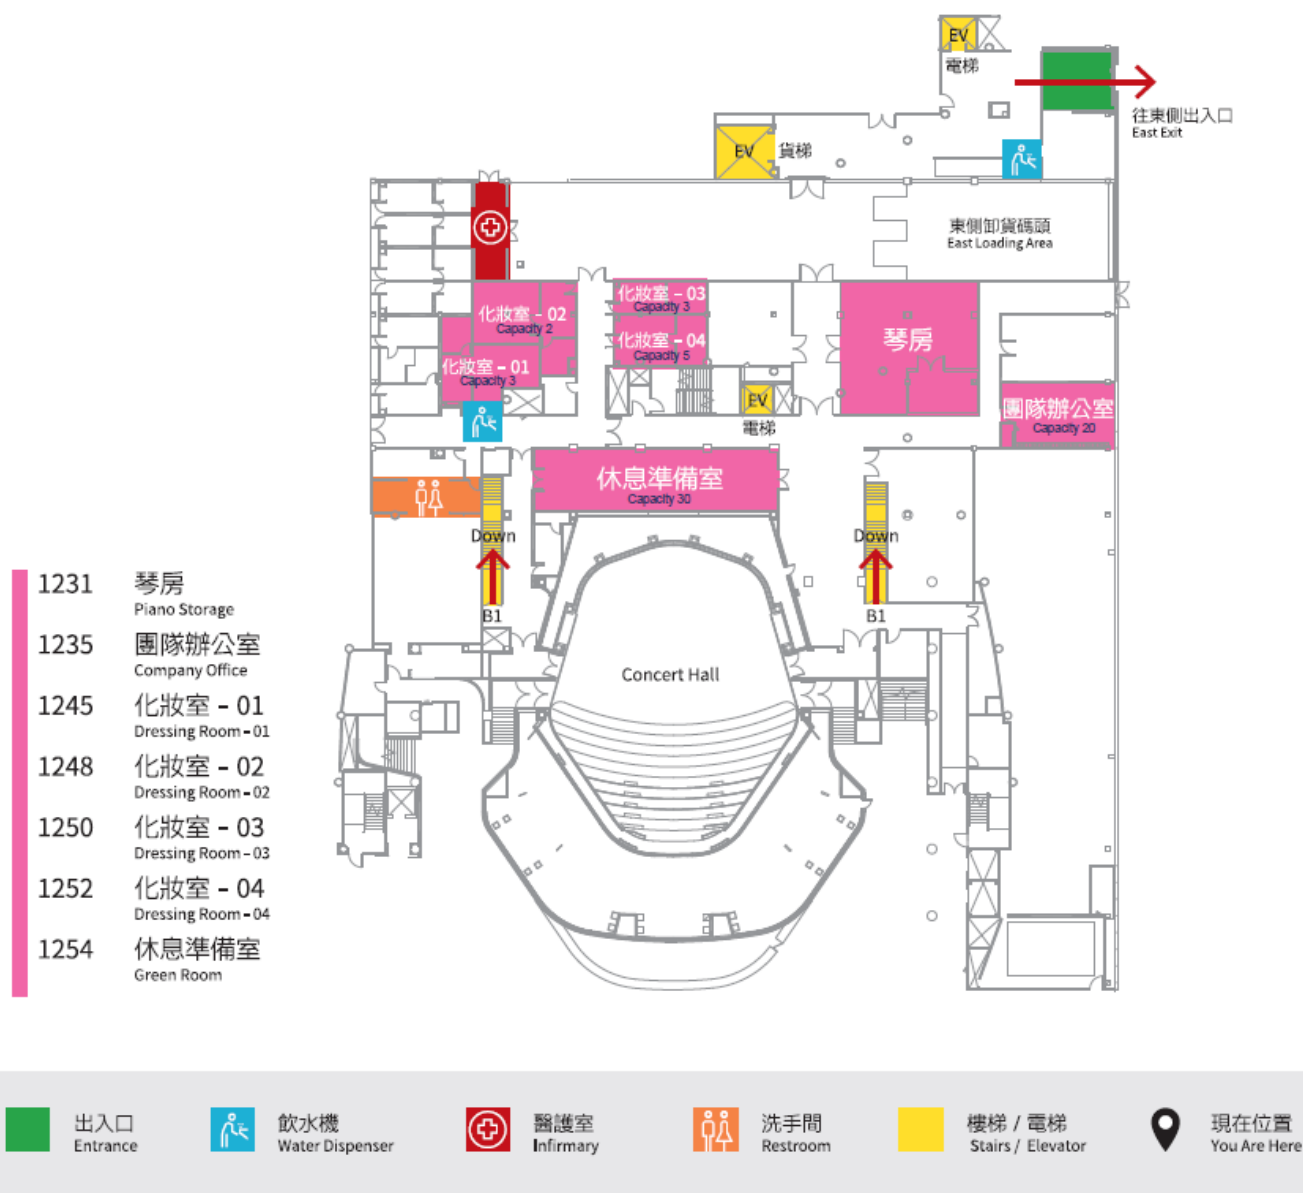 EV
電梯
往東側出入口
East Exit
EV
貨梯
東側卸貨碼頭
East Loading Area
化妝室 - 03
Capacity 3
化妝室 - 02
Capacity 2
化妝室 - 04
Capacity 5
琴房
化妝室 - 01
Capacity 3
EV
電梯
團隊辦公室
Capacity 20
休息準備室
Capacity 30
Down
B1
Down
B1
Concert Hall
1231 琴房
Piano Storage
1235 團隊辦公室
Company Office
1245 化妝室 - 01
Dressing Room - 01
1248 化妝室 - 02
Dressing Room - 02
1250 化妝室 - 03
Dressing Room - 03
1252 化妝室 - 04
Dressing Room - 04
1254 休息準備室
Green Room
出入口
Entrance
飲水機
Water Dispenser
醫護室
Infirmary
洗手間
Restroom
樓梯 / 電梯
Stairs / Elevator
現在位置
You Are Here